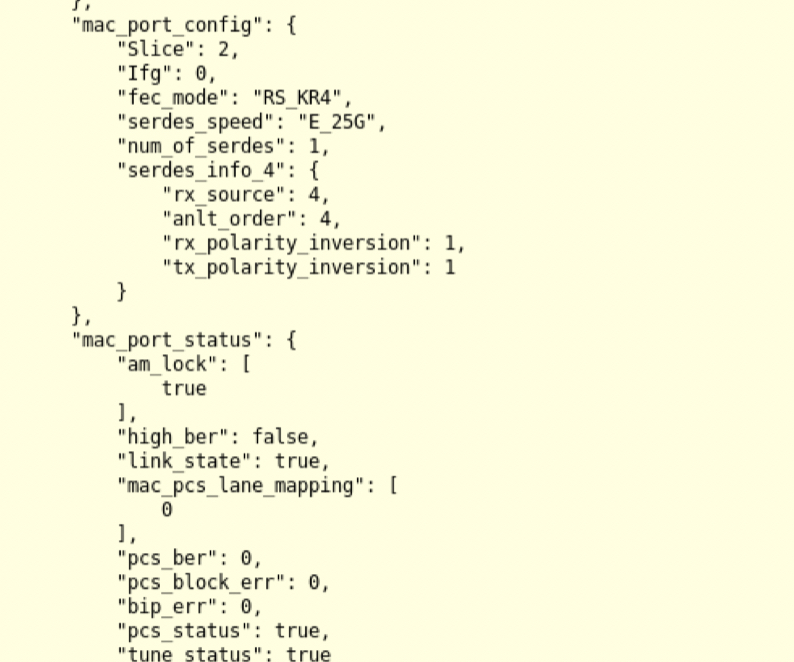 },
"mac_port_config": {
"Slice": 2,
"Ifg": 0,
"fec_mode": "RS_KR4",
"serdes_speed": "E_25G",
"num_of_serdes": 1,
"serdes_info_4": {
"rx_source": 4,
"anlt_order": 4,
"rx_polarity_inversion": 1,
"tx_polarity_inversion": 1
}
},
"mac_port_status": {
"am_lock": [
true
],
"high_ber": false,
"link_state": true,
"mac_pcs_lane_mapping": [
0
],
"pcs_ber": 0,
"pcs_block_err": 0,
"bip_err": 0,
"pcs_status": true,
"tune_status": true